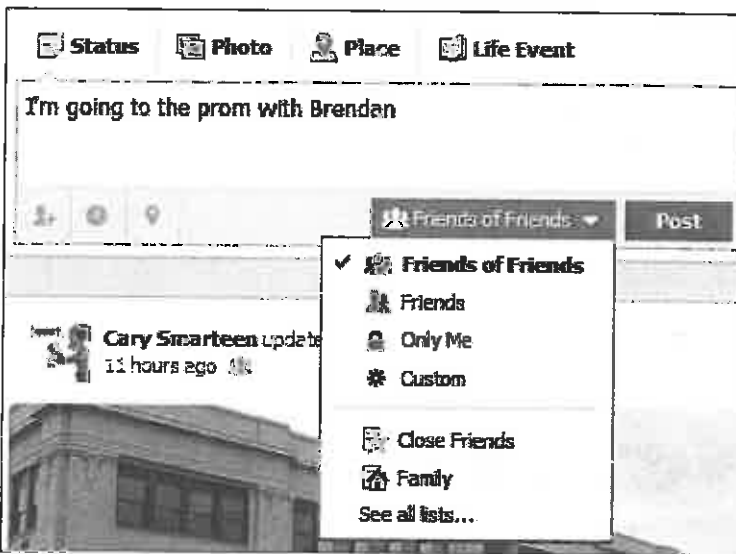 Status Photo Place Life Event
I'm going to the prom with Brendan
Friends of Friends Post
Friends of Friends
Friends
Only Me
Custom
Cary Smarteen update
11 hours ago
Close Friends
Family
See all lists...